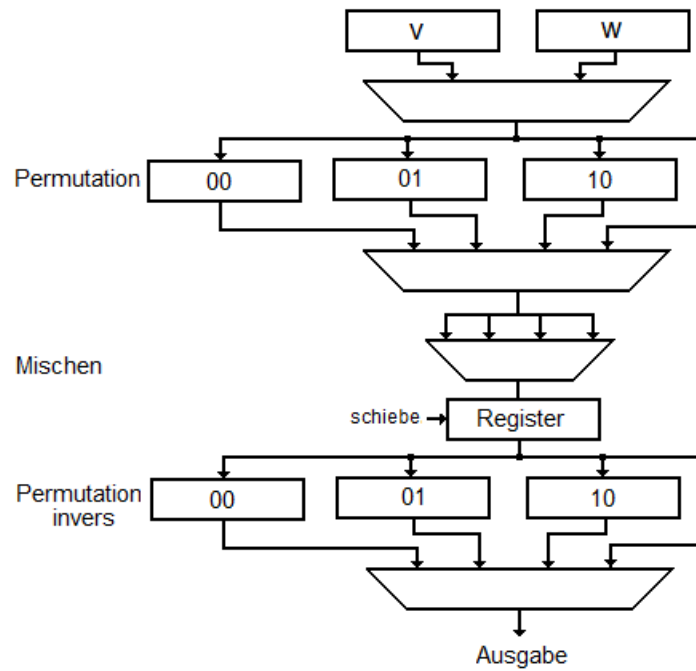 V W
Permutation 00 01 10
Mischen
schiebe Register
Permutation
invers
00 01 10
Ausgabe